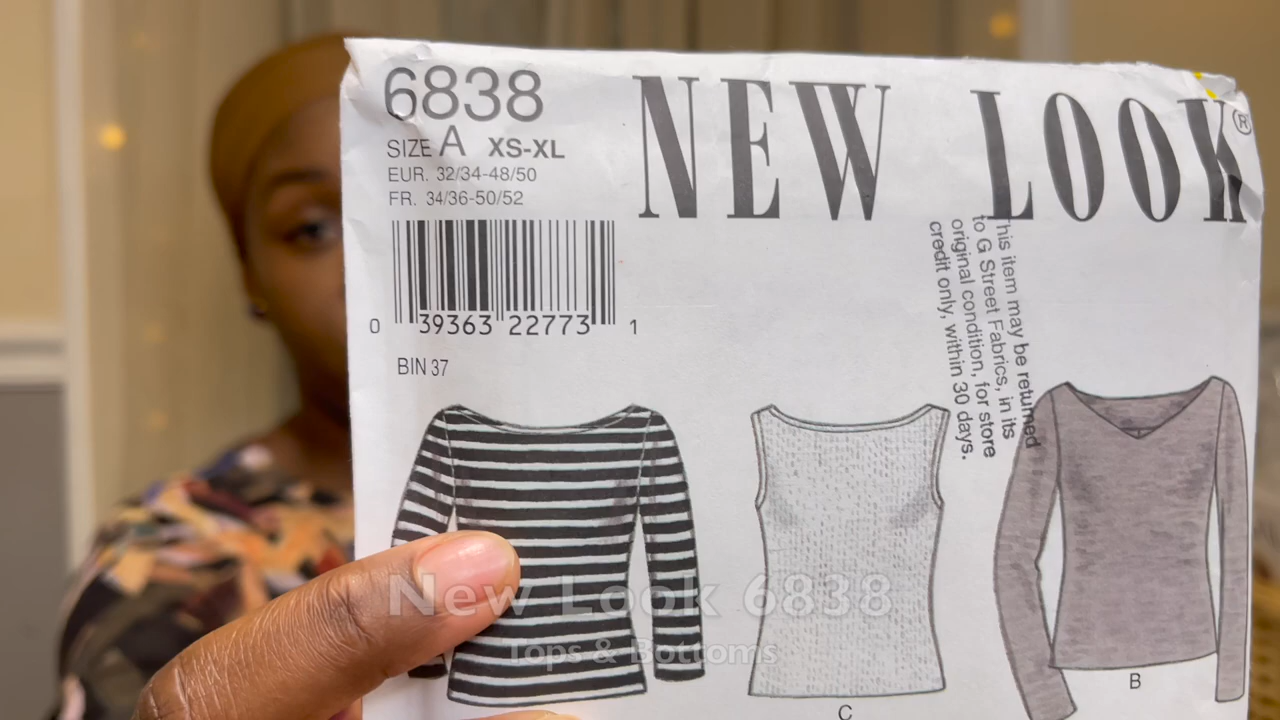 6838
SIZE A XS-XL
EUR. 32/34-48/50
FR. 34/36-50/52
NEW LOOK®
0 39363 22773 1
BIN 37
This item may be returned
to G Street Fabrics, in its
original condition, for store
credit only, within 30 days.
New Look 6838
Tops & Bottoms
C
B